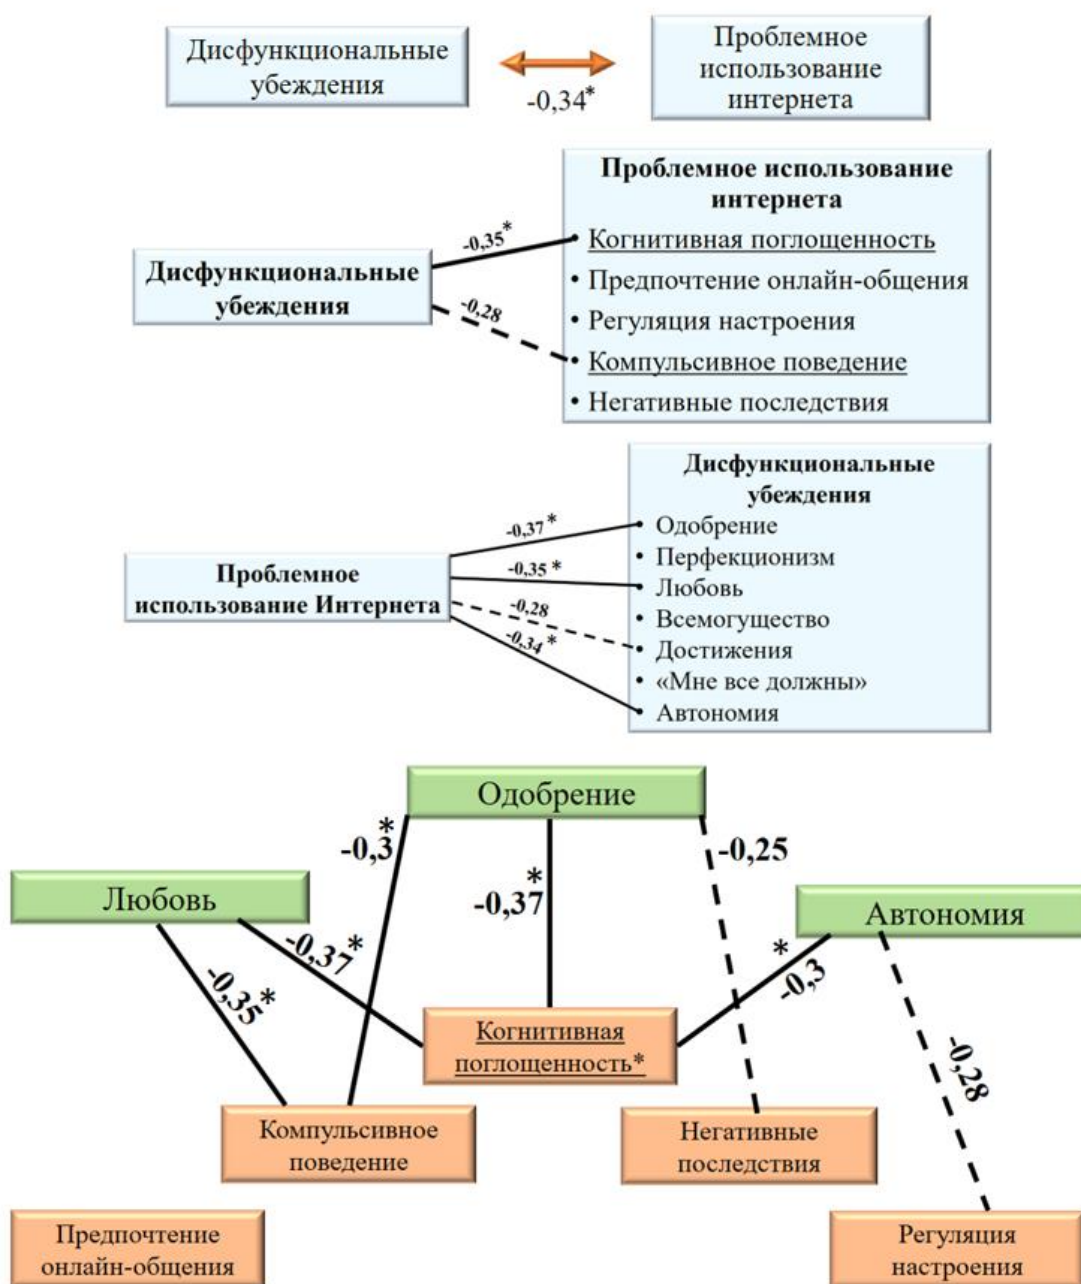 Дисфункциональные
убеждения
-0,34*
Проблемное
использование
интернета
Дисфункциональные
убеждения
-0,35*
-0,28
Проблемное использование
интернета
• Когнитивная поглощенность
• Предпочтение онлайн-общения
• Регуляция настроения
• Компульсивное поведение
• Негативные последствия
Проблемное
использование Интернета
-0,37*
-0,35*
-0,28
-0,34*
Дисфункциональные
убеждения
• Одобрение
• Перфекционизм
• Любовь
• Всемогущество
• Достижения
• «Мне все должны»
• Автономия
Одобрение
Любовь
Автономия
-0,3*
-0,37*
-0,25
-0,37*
-0,35*
-0,3*
-0,28
Когнитивная
поглощенность*
Компульсивное
поведение
Негативные
последствия
Предпочтение
онлайн-общения
Регуляция
настроения